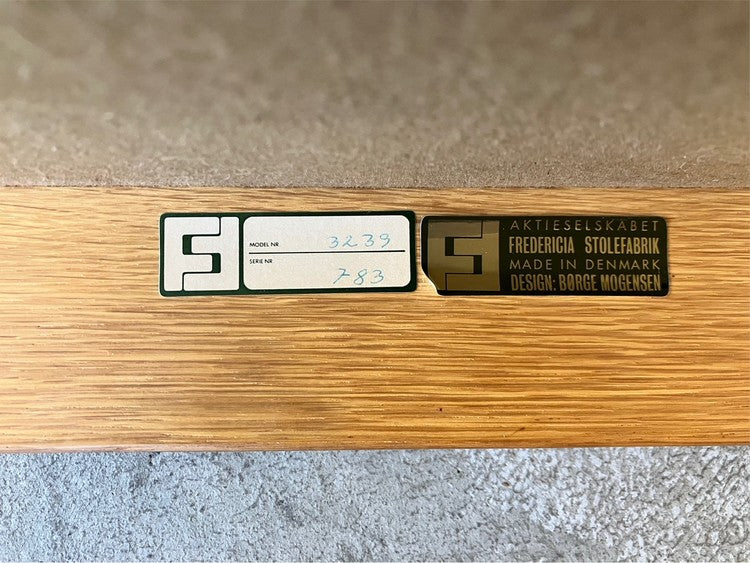 MODEL NR. 3239
SERIE NR. 783
AKTIESELSKABET
FREDERICIA STOLEFABRIK
MADE IN DENMARK
DESIGN: BØRGE MOGENSEN